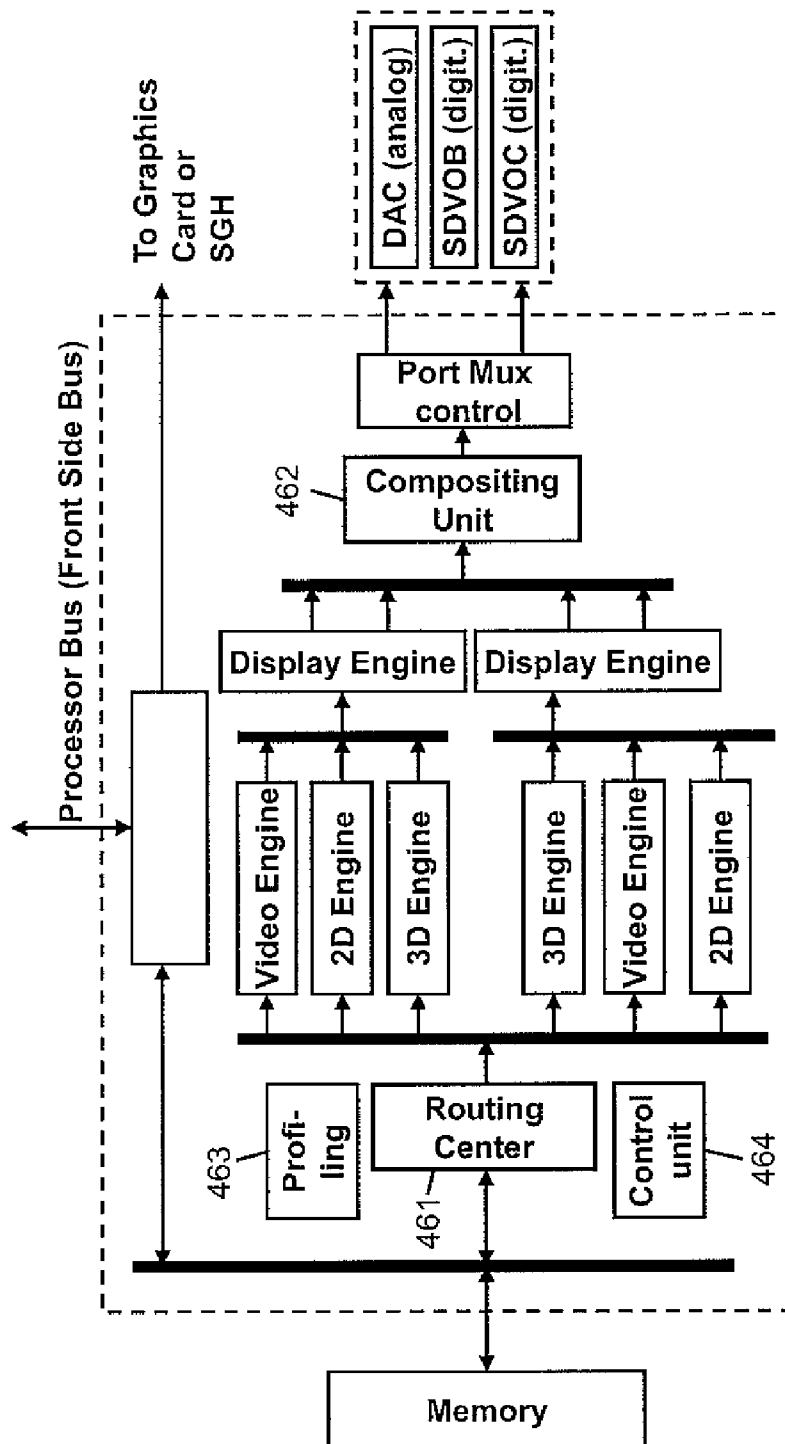 Processor Bus (Front Side Bus)
To Graphics
Card or
SGH
DAC (analog)
SDVOB (digit.)
SDVOC (digit.)
Port Mux
control
462
Compositing
Unit
Display Engine
Display Engine
Video Engine
2D Engine
3D Engine
3D Engine
Video Engine
2D Engine
463
Profi-
ling
461
Routing
Center
Control
unit
464
Memory